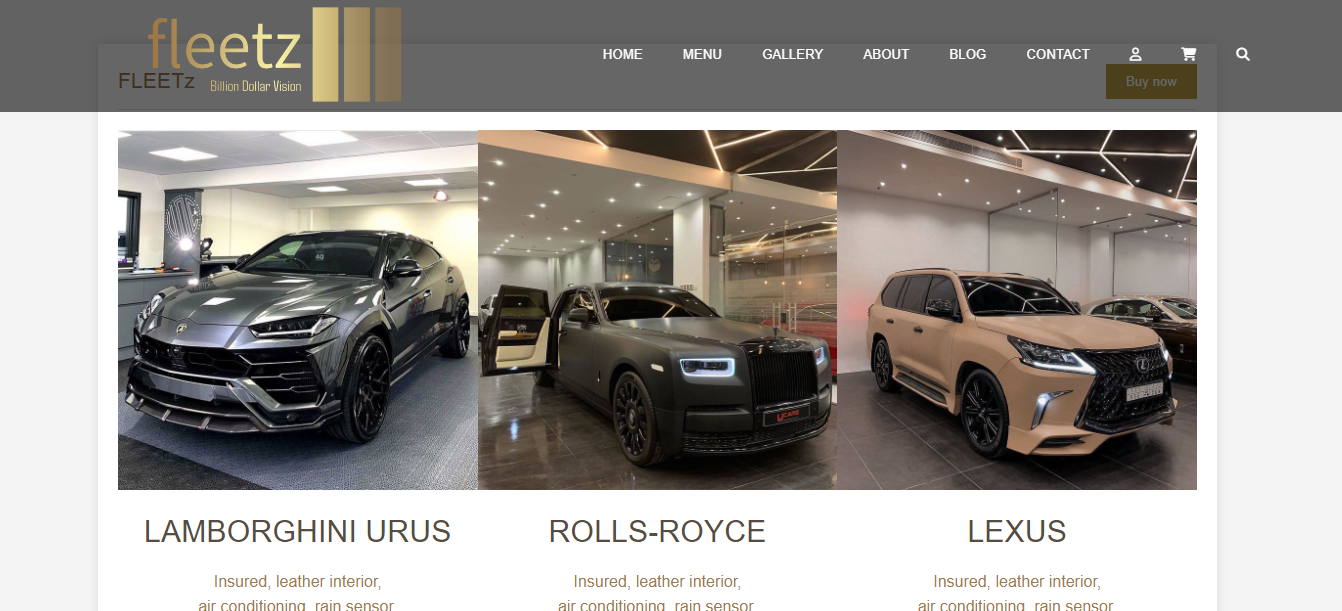 fleetz
FLEETz
Billion Dollar Vision
HOME MENU GALLERY ABOUT BLOG CONTACT
Buy now
CARS
LAMBORGHINI URUS ROLLS-ROYCE LEXUS
Insured, leather interior, Insured, leather interior, Insured, leather interior,
air conditioning, rain sensor air conditioning, rain sensor air conditioning, rain sensor